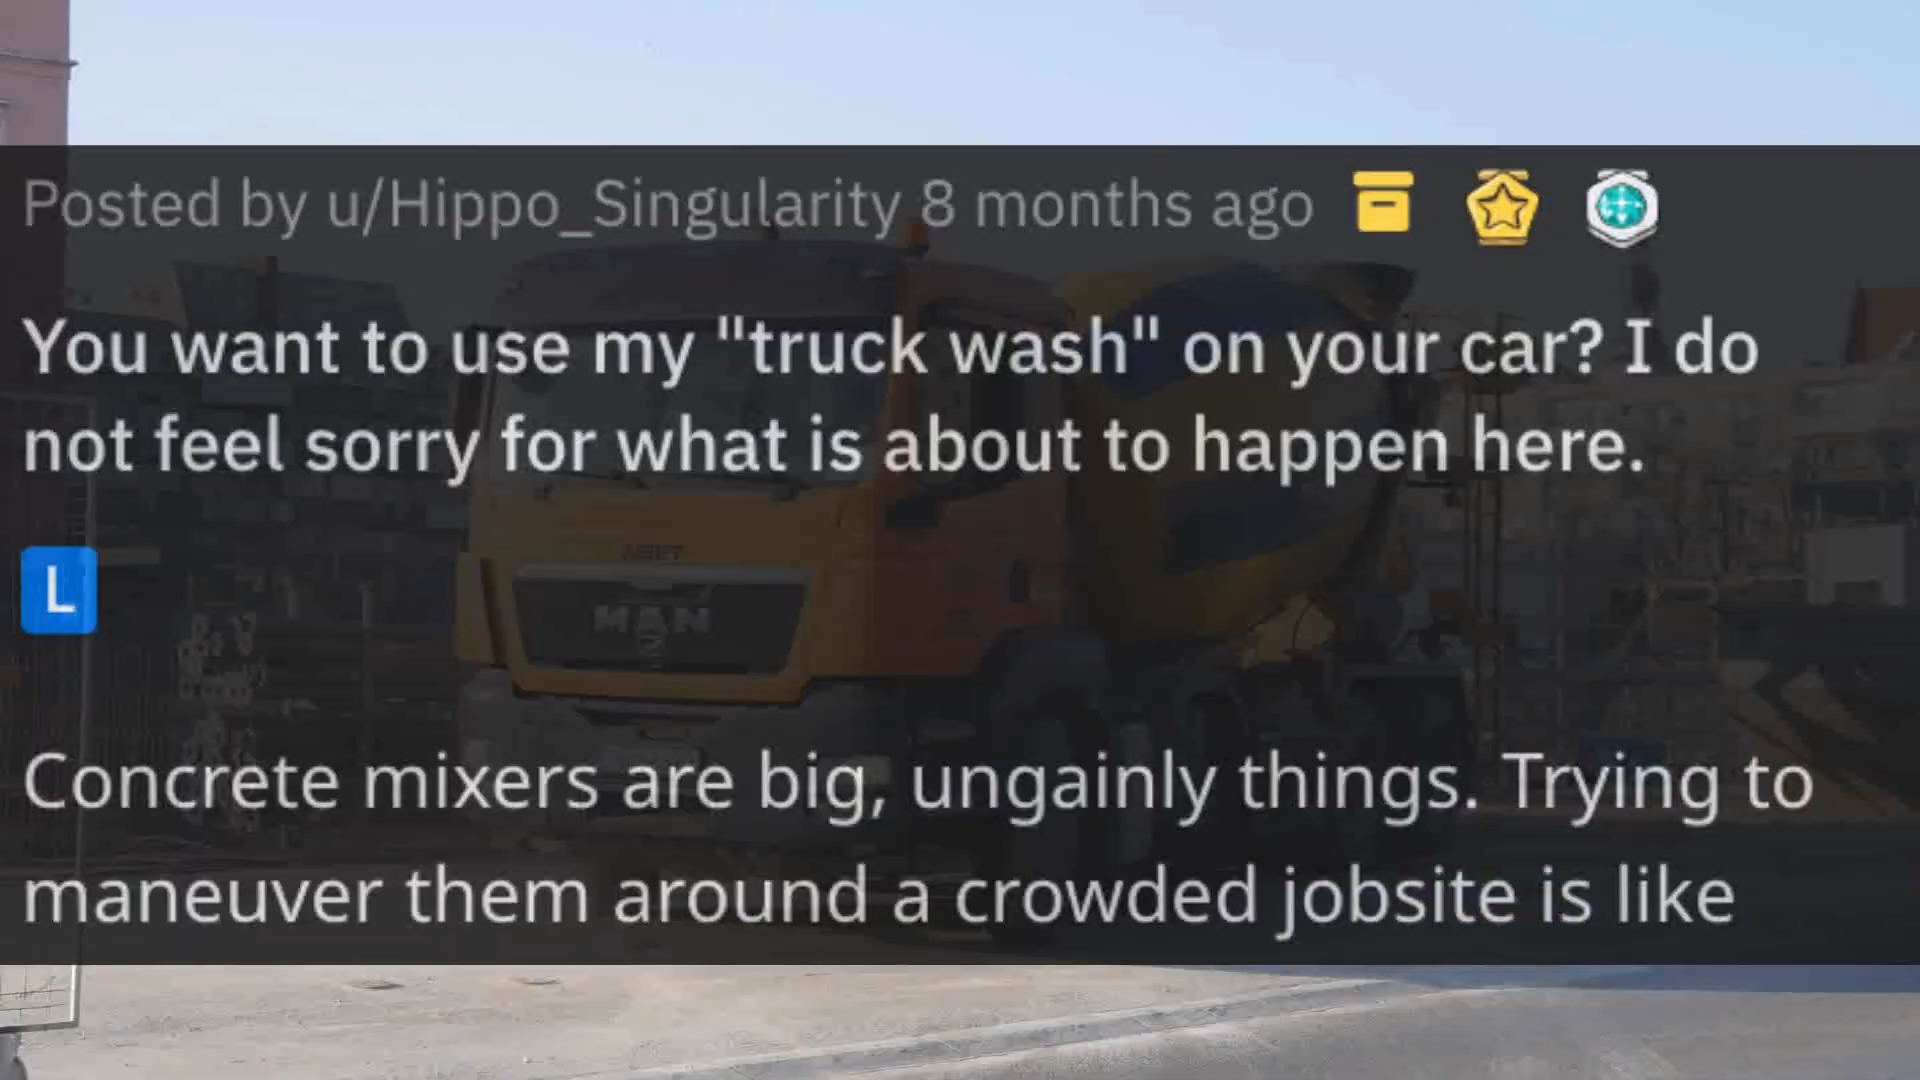 Posted by u/Hippo_Singularity 8 months ago
You want to use my "truck wash" on your car? I do
not feel sorry for what is about to happen here.
L
MAN
Concrete mixers are big, ungainly things. Trying to
maneuver them around a crowded jobsite is like